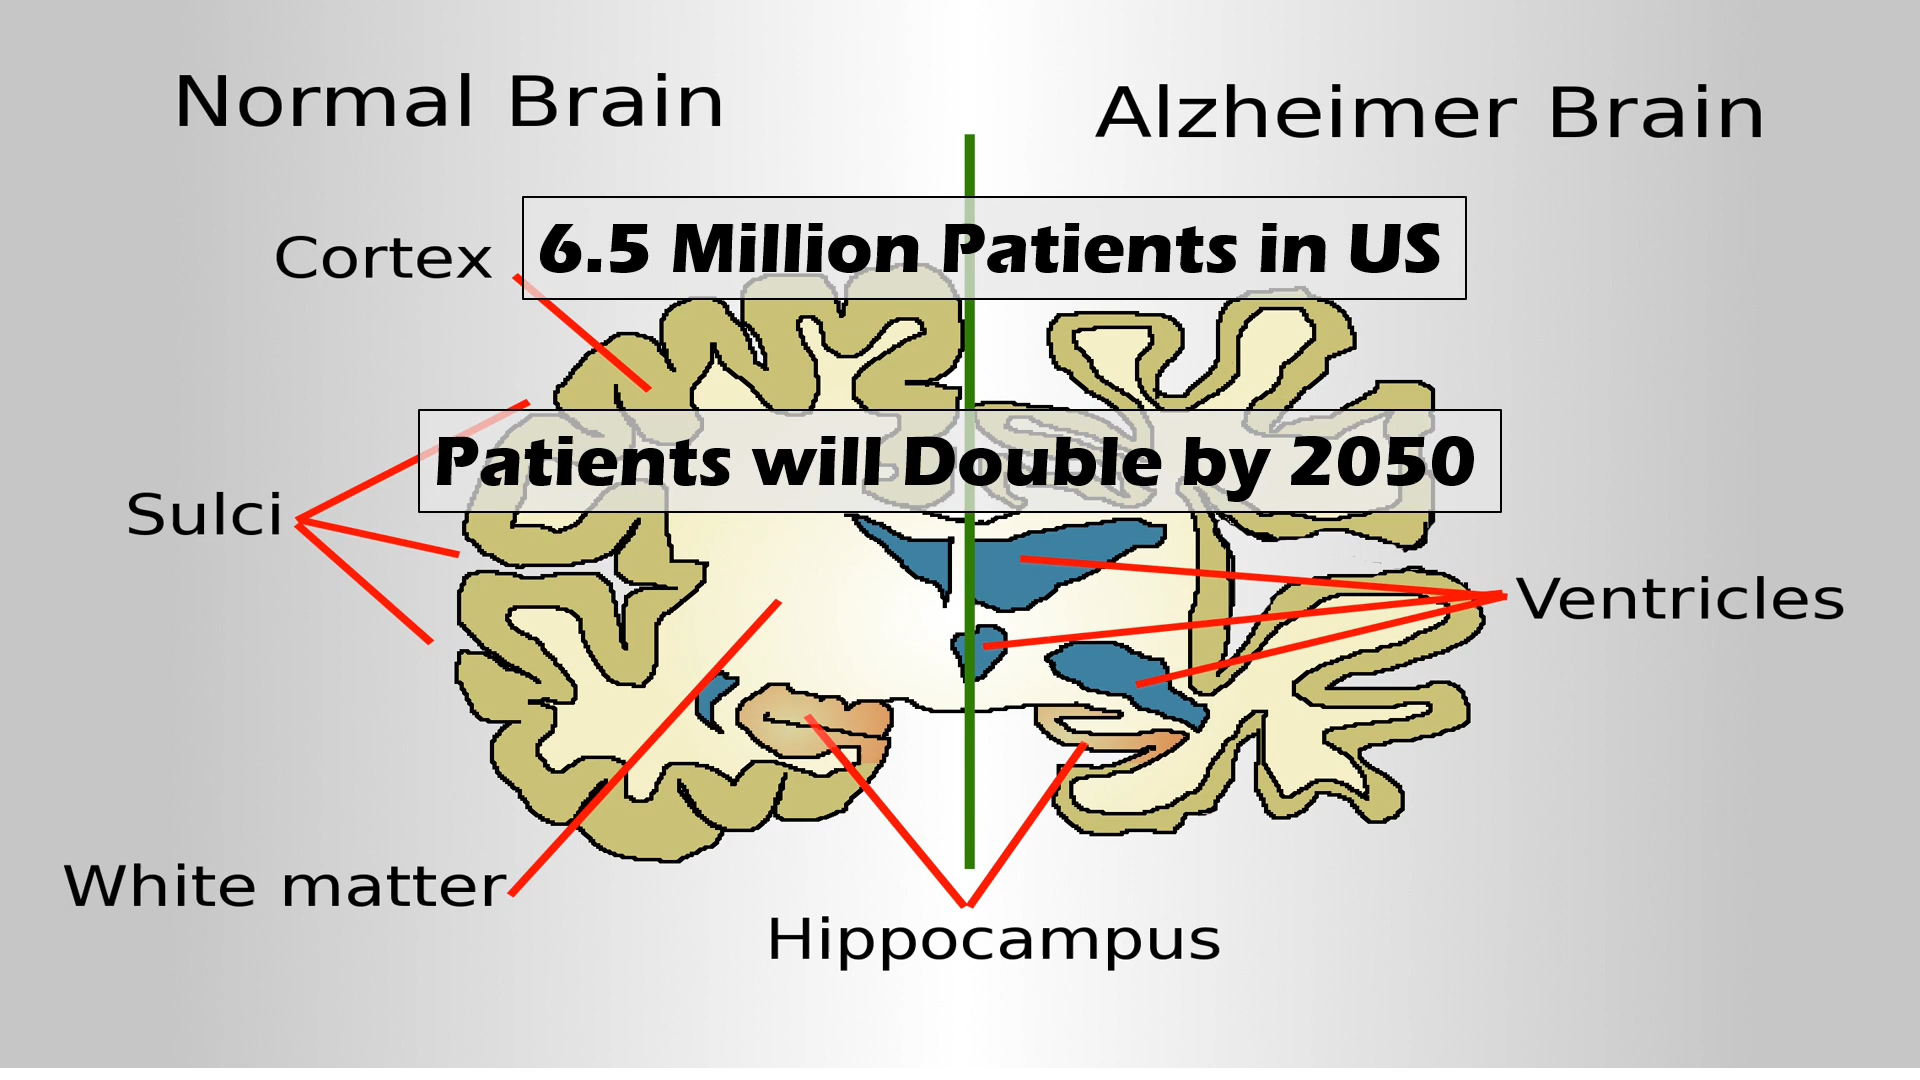 Normal Brain
Alzheimer Brain
Cortex
6.5 Million Patients in US
Patients will Double by 2050
Sulci
Ventricles
White matter
Hippocampus